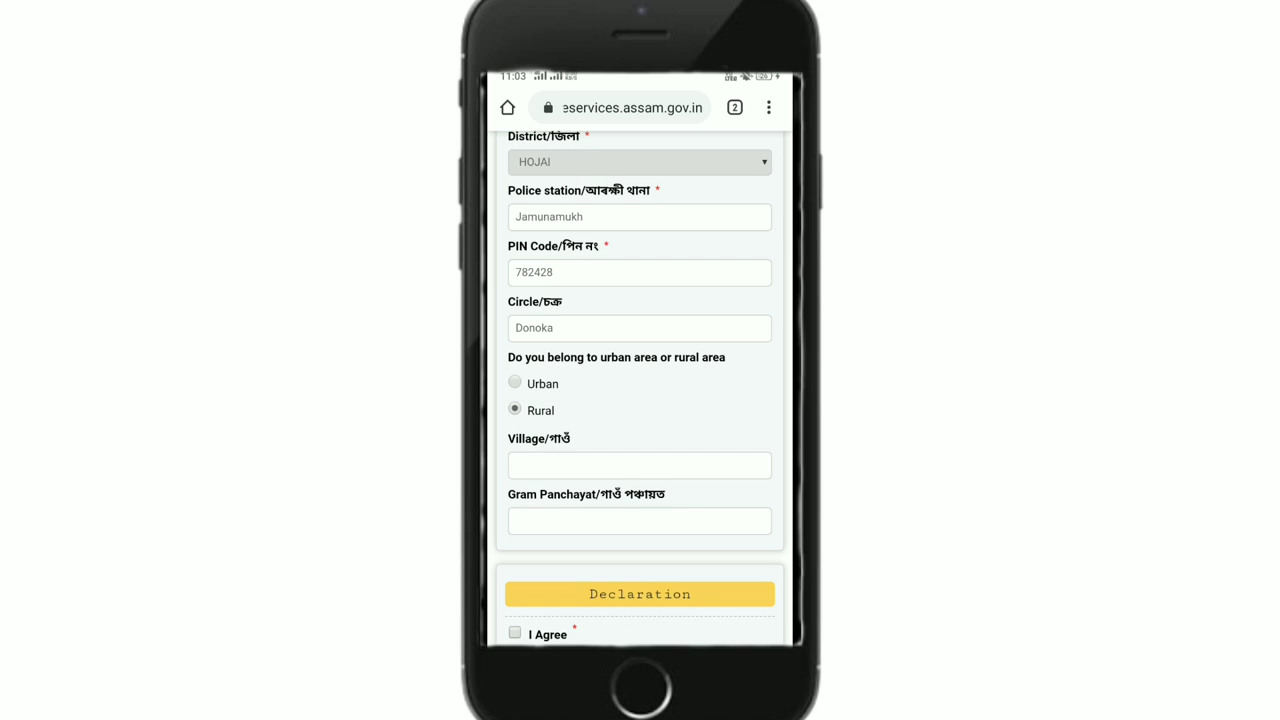 11:03
eservices.assam.gov.in
2
District/জিলা *
HOJAI
Police station/আৰক্ষী থানা *
Jamunamukh
PIN Code/পিন নং *
782428
Circle/চক্ৰ
Donoka
Do you belong to urban area or rural area
Urban
Rural
Village/গাওঁ
Gram Panchayat/গাওঁ পঞ্চায়ত
Declaration
I Agree *